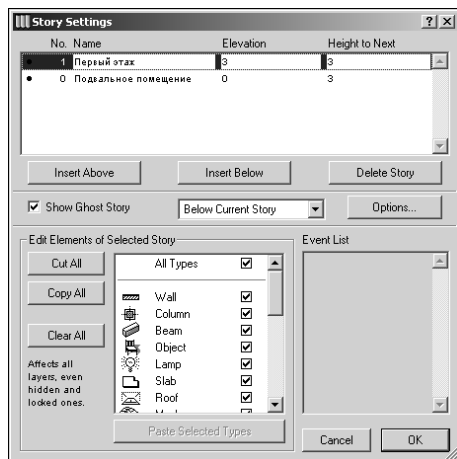 Story Settings
No. Name Elevation Height to Next
1 Первый этаж 3 3
0 Подвальное помещение 0 3
Insert Above Insert Below Delete Story
Show Ghost Story Below Current Story Options...
Edit Elements of Selected Story Event List
Cut All
All Types
Copy All
Wall
Column
Clear All
Beam
Object
Affects all layers, even hidden and locked ones.
Lamp
Slab
Roof
Paste Selected Types
Cancel OK